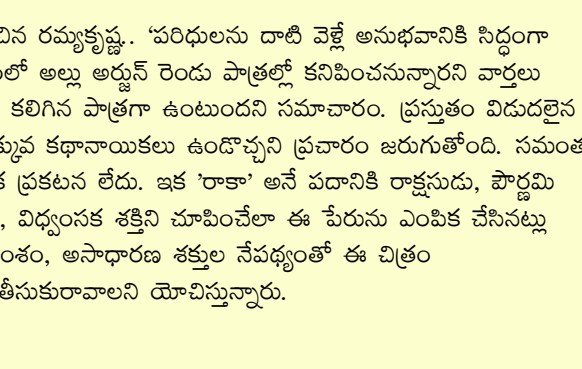 చిన రమ్యకృష్ణ.. ‘పరిధులను దాటి వెళ్లే అనుభవానికి సిద్ధంగా
లో అల్లు అర్జున్ రెండు పాత్రల్లో కనిపించనున్నారని వార్తలు
కలిగిన పాత్రగా ఉంటుందని సమాచారం. ప్రస్తుతం విడుదలైన
క్కువ కథానాయికలు ఉండొచ్చని ప్రచారం జరుగుతోంది. సమంత
క ప్రకటన లేదు. ఇక ’రాకా’ అనే పదానికి రాక్షసుడు, పౌర్ణమి
, విధ్వంసక శక్తిని చూపించేలా ఈ పేరును ఎంపిక చేసినట్లు
ంశం, అసాధారణ శక్తుల నేపథ్యంతో ఈ చిత్రం
తీసుకురావాలని యోచిస్తున్నారు.